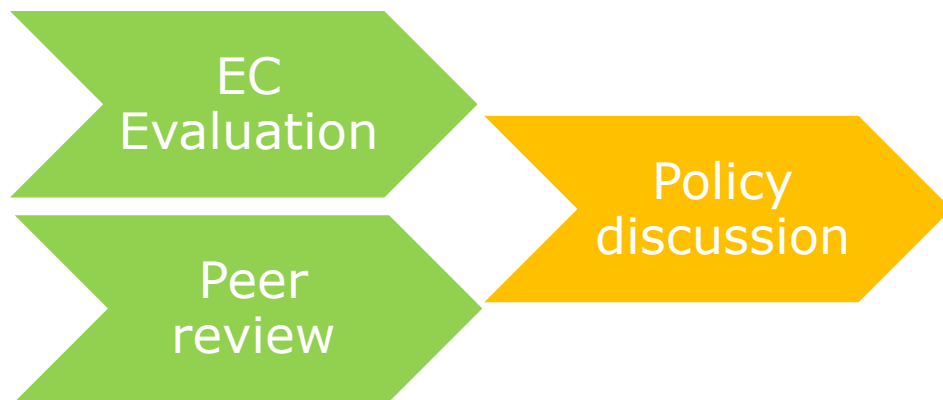 EC
Evaluation
Peer
review
Policy
discussion